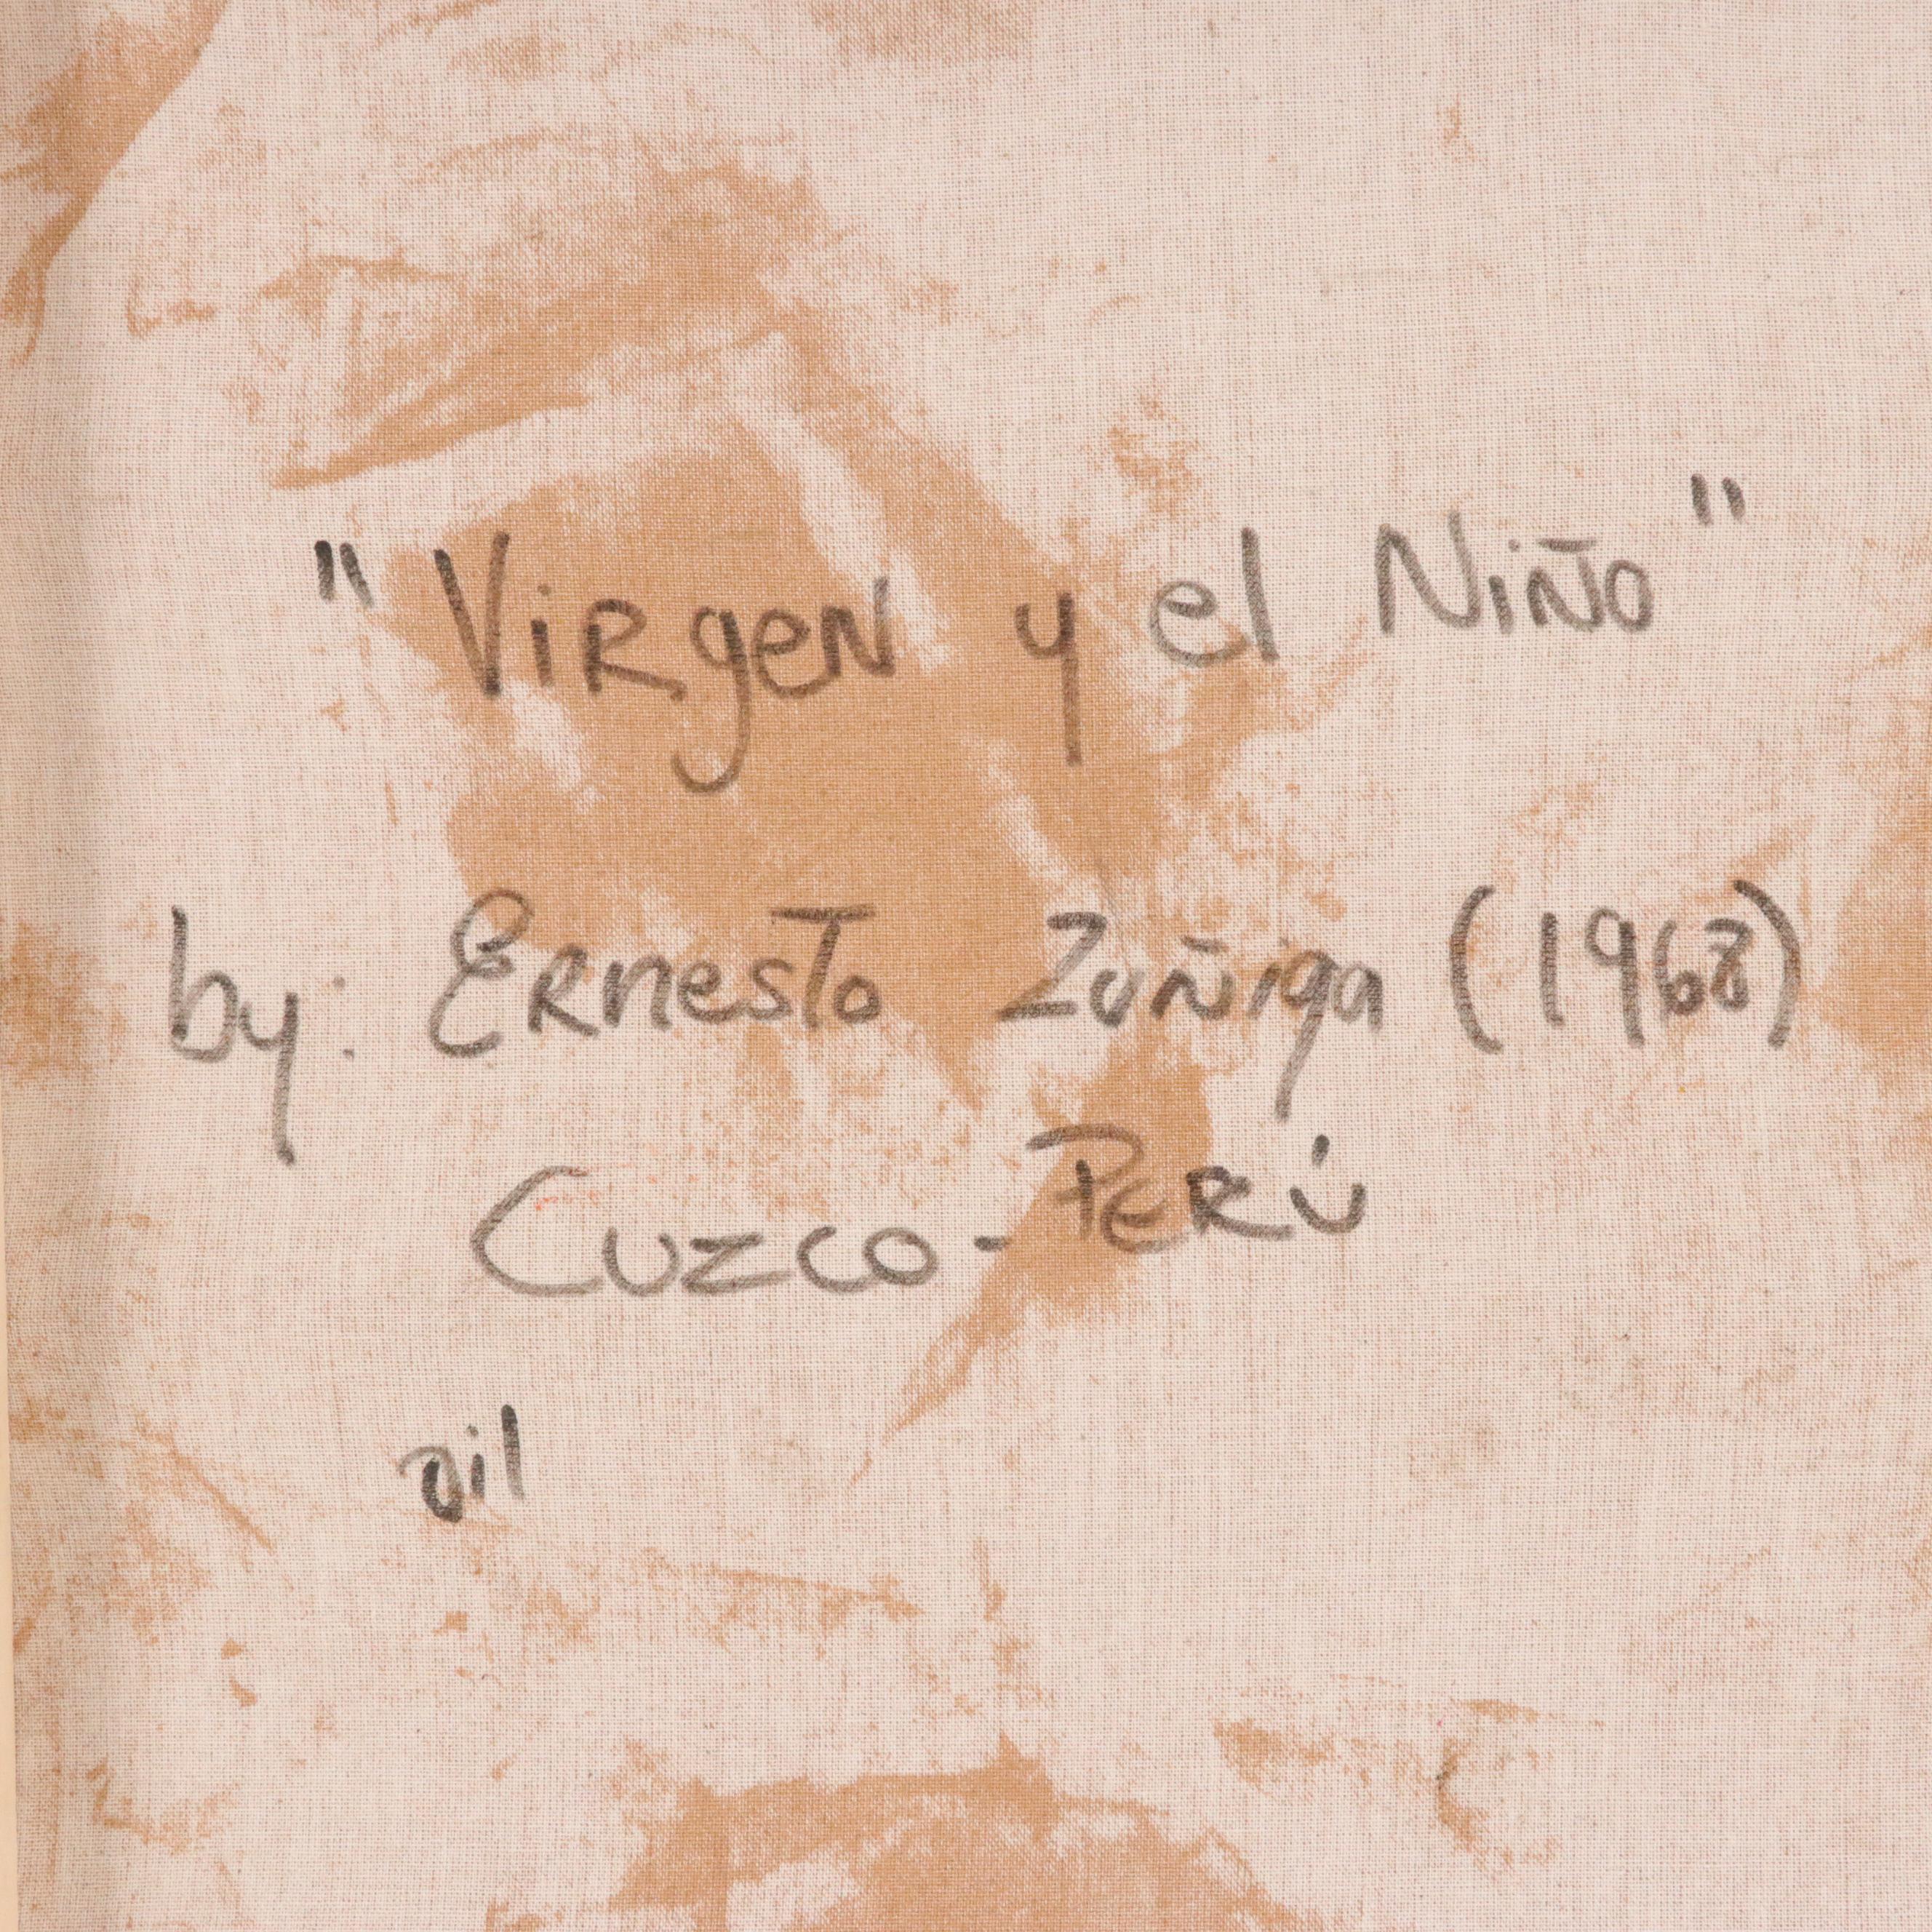 "Virgen y el Niño"
by: Ernesto Zuñiga (1968)
Cuzco - Perú
oil